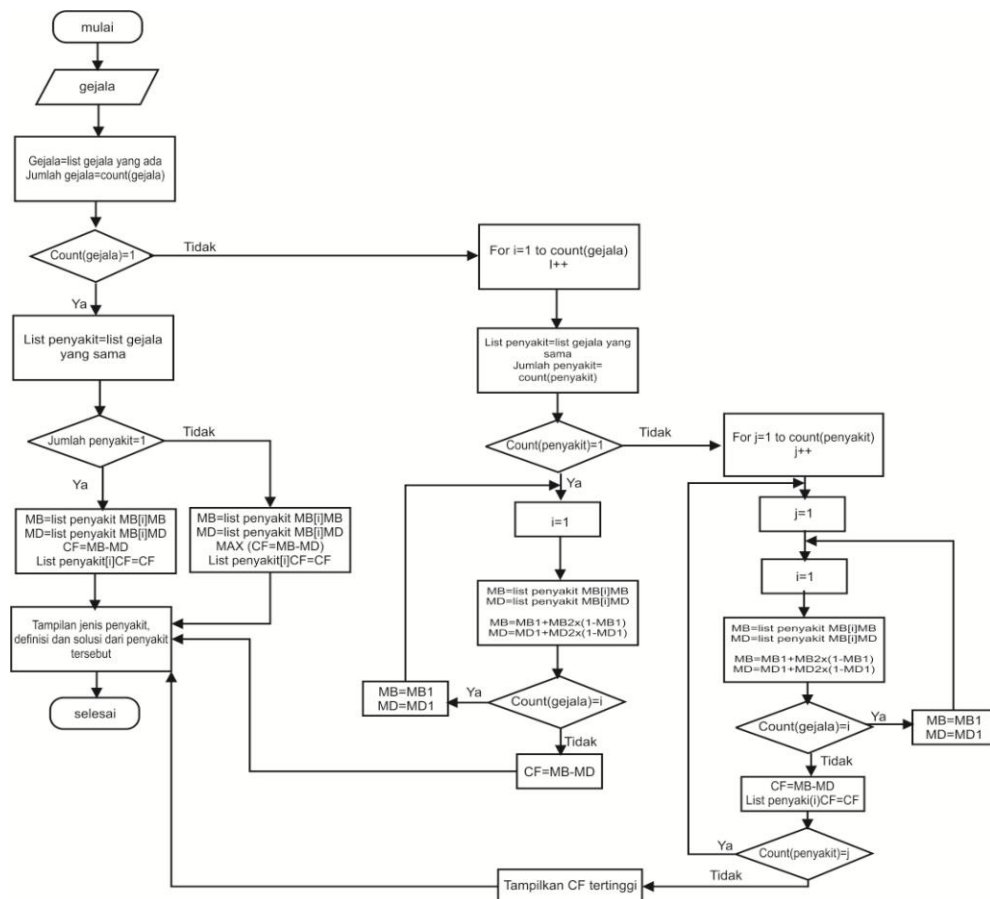 mulai
gejala
Gejala=list gejala yang ada
Jumlah gejala=count(gejala)
Count(gejala)=1
Tidak
Ya
List penyakit=list gejala
yang sama
Jumlah penyakit=1
Tidak
Ya
MB=list penyakit MB[i]MB
MD=list penyakit MB[i]MD
CF=MB-MD
List penyakit[i]CF=CF
MB=list penyakit MB[i]MB
MD=list penyakit MB[i]MD
MAX (CF=MB-MD)
List penyakit[i]CF=CF
Tampilan jenis penyakit,
definisi dan solusi dari penyakit
tersebut
selesai
For i=1 to count(gejala)
I++
List penyakit=list gejala yang
sama
Jumlah penyakit=
count(penyakit)
Count(penyakit)=1
Tidak
Ya
i=1
MB=list penyakit MB[i]MB
MD=list penyakit MB[i]MD
MB=MB1+MB2x(1-MB1)
MD=MD1+MD2x(1-MD1)
Count(gejala)=i
Ya
MB=MB1
MD=MD1
Tidak
CF=MB-MD
For j=1 to count(penyakit)
j++
j=1
i=1
MB=list penyakit MB[i]MB
MD=list penyakit MB[i]MD
MB=MB1+MB2x(1-MB1)
MD=MD1+MD2x(1-MD1)
Count(gejala)=i
Ya
MB=MB1
MD=MD1
Tidak
CF=MB-MD
List penyaki(i)CF=CF
Count(penyakit)=j
Ya
Tidak
Tampilkan CF tertinggi